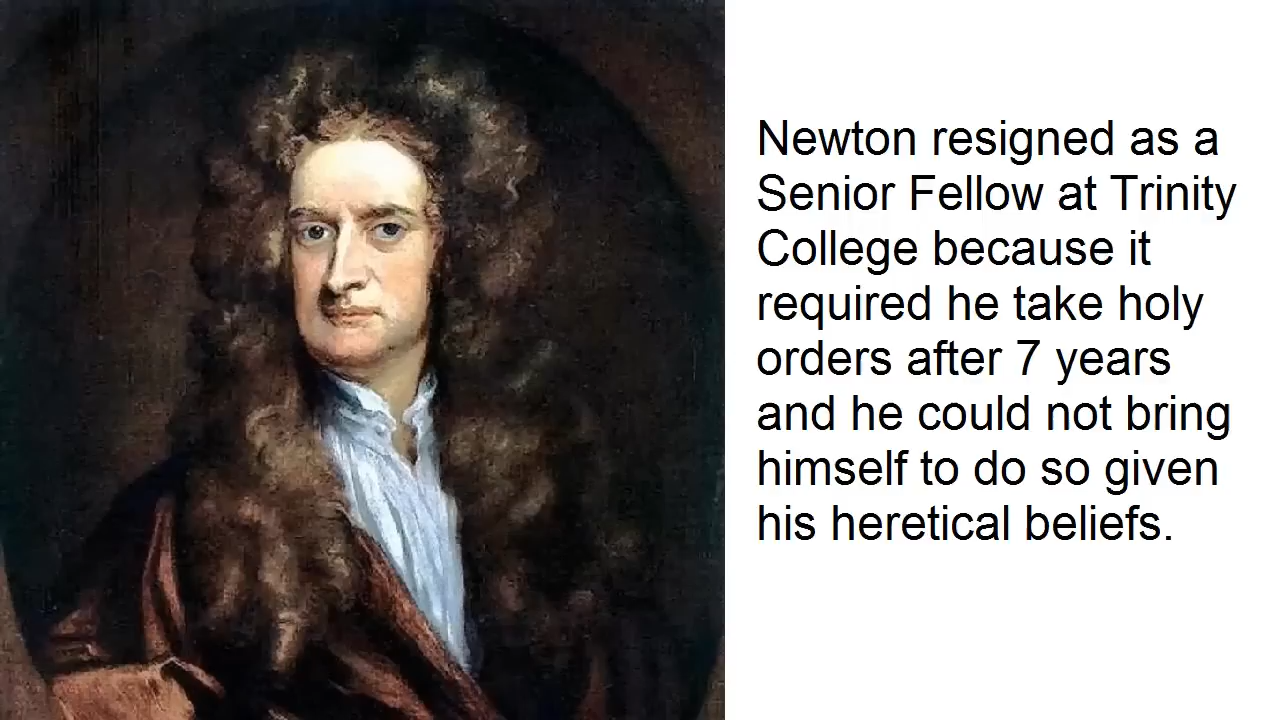 Newton resigned as a
Senior Fellow at Trinity
College because it
required he take holy
orders after 7 years
and he could not bring
himself to do so given
his heretical beliefs.